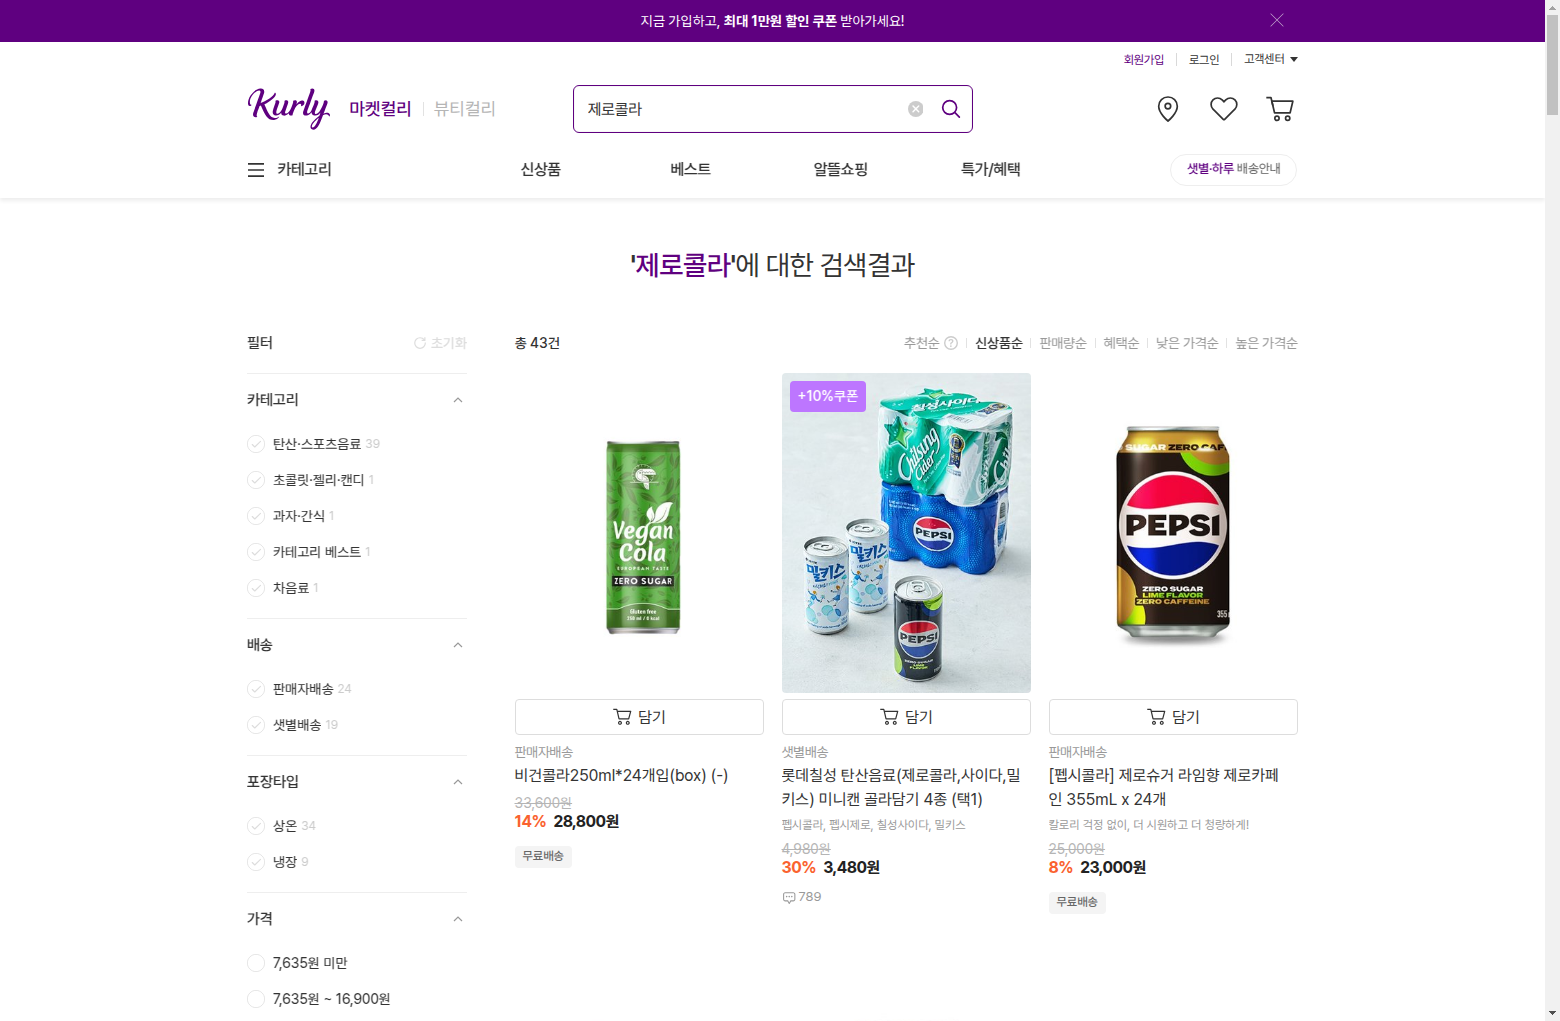 지금 가입하고, 최대 1만원 할인 쿠폰 받아가세요!
회원가입
로그인
고객센터
Kurly
마켓컬리
뷰티컬리
제로콜라
카테고리
신상품
베스트
알뜰쇼핑
특가/혜택
샛별·하루 배송안내
'제로콜라'에 대한 검색결과
필터
초기화
총 43건
추천순
신상품순
판매량순
혜택순
낮은 가격순
높은 가격순
카테고리
탄산·스포츠음료 39
초콜릿·젤리·캔디 1
과자·간식 1
카테고리 베스트 1
차음료 1
배송
판매자배송 24
샛별배송 19
포장타입
상온 34
냉장 9
가격
7,635원 미만
7,635원 ~ 16,900원
Vegan
Cola
EUROPEAN TASTE
ZERO SUGAR
Gluten free
담기
판매자배송
비건콜라250ml*24개입(box) (-)
33,600원
14% 28,800원
무료배송
+10%쿠폰
칠성사이다
Chilsung
Cider
PEPSI
밀키스
밀키스
PEPSI
담기
샛별배송
롯데칠성 탄산음료(제로콜라,사이다,밀
키스) 미니캔 골라담기 4종 (택1)
펩시콜라, 펩시제로, 칠성사이다, 밀키스
4,980원
30% 3,480원
789
SUGAR ZERO CAF
PEPSI
ZERO SUGAR
LIME FLAVOR
ZERO CAFFEINE
355
담기
판매자배송
[펩시콜라] 제로슈거 라임향 제로카페
인 355mL x 24개
칼로리 걱정 없이, 더 시원하고 더 청량하게!
25,000원
8% 23,000원
무료배송